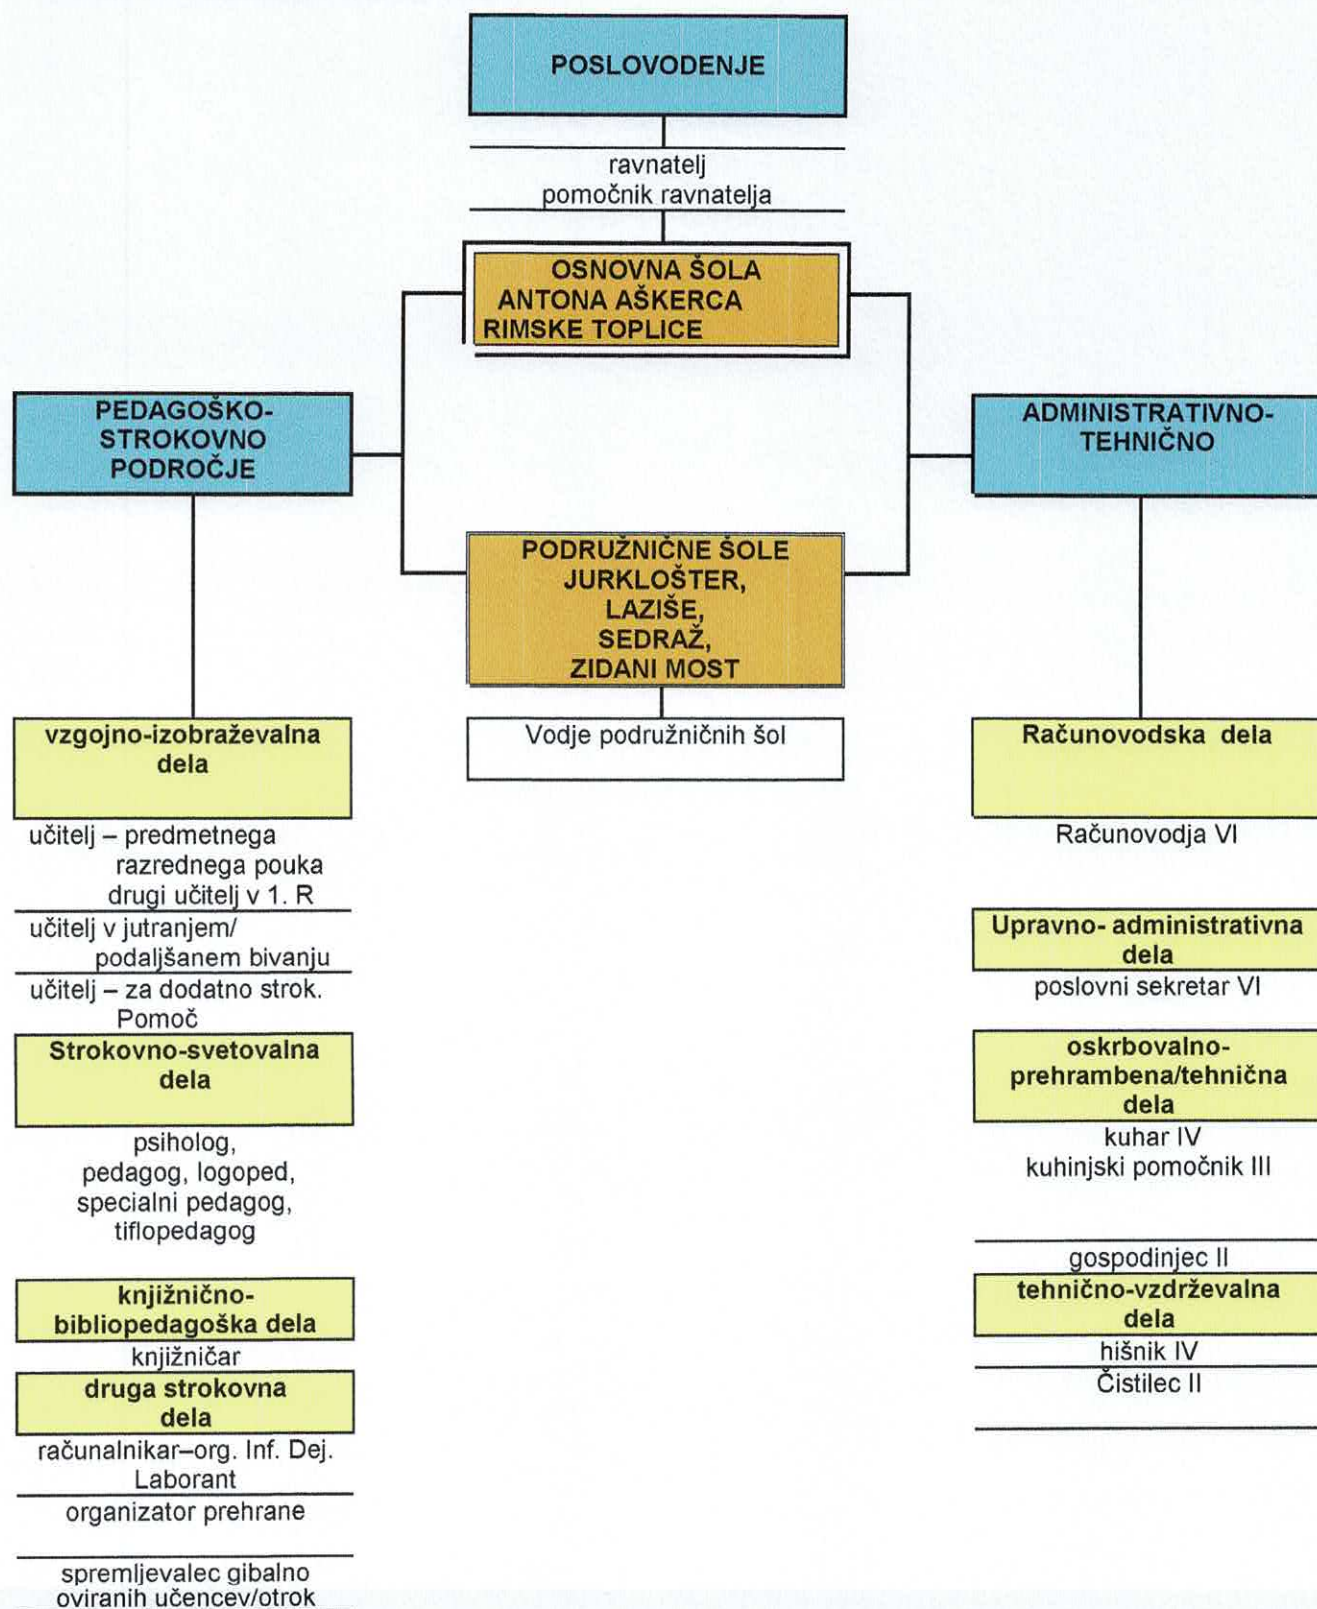 POSLOVODENJE
ravnatelj
pomočnik ravnatelja
OSNOVNA ŠOLA
ANTONA AŠKERCA
RIMSKE TOPLICE
PEDAGOŠKO-
STROKOVNO
PODROČJE
ADMINISTRATIVNO-
TEHNIČNO
PODRUŽNIČNE ŠOLE
JURKLOŠTER,
LAZIŠE,
SEDRAŽ,
ZIDANI MOST
Vodje podružničnih šol
vzgojno-izobraževalna
dela
učitelj – predmetnega
razrednega pouka
drugi učitelj v 1. R
učitelj v jutranjem/
podaljšanem bivanju
učitelj – za dodatno strok.
Pomoč
Strokovno-svetovalna
dela
psiholog,
pedagog, logoped,
specialni pedagog,
tiflopedagog
knjižnično-
bibliopedagoška dela
knjižničar
druga strokovna
dela
računalnikar–org. Inf. Dej.
Laborant
organizator prehrane
spremljevalec gibalno
oviranih učencev/otrok
Računovodska dela
Računovodja VI
Upravno- administrativna
dela
poslovni sekretar VI
oskrbovalno-
prehrambena/tehnična
dela
kuhar IV
kuhinjski pomočnik III
gospodinjec II
tehnično-vzdrževalna
dela
hišnik IV
Čistilec II